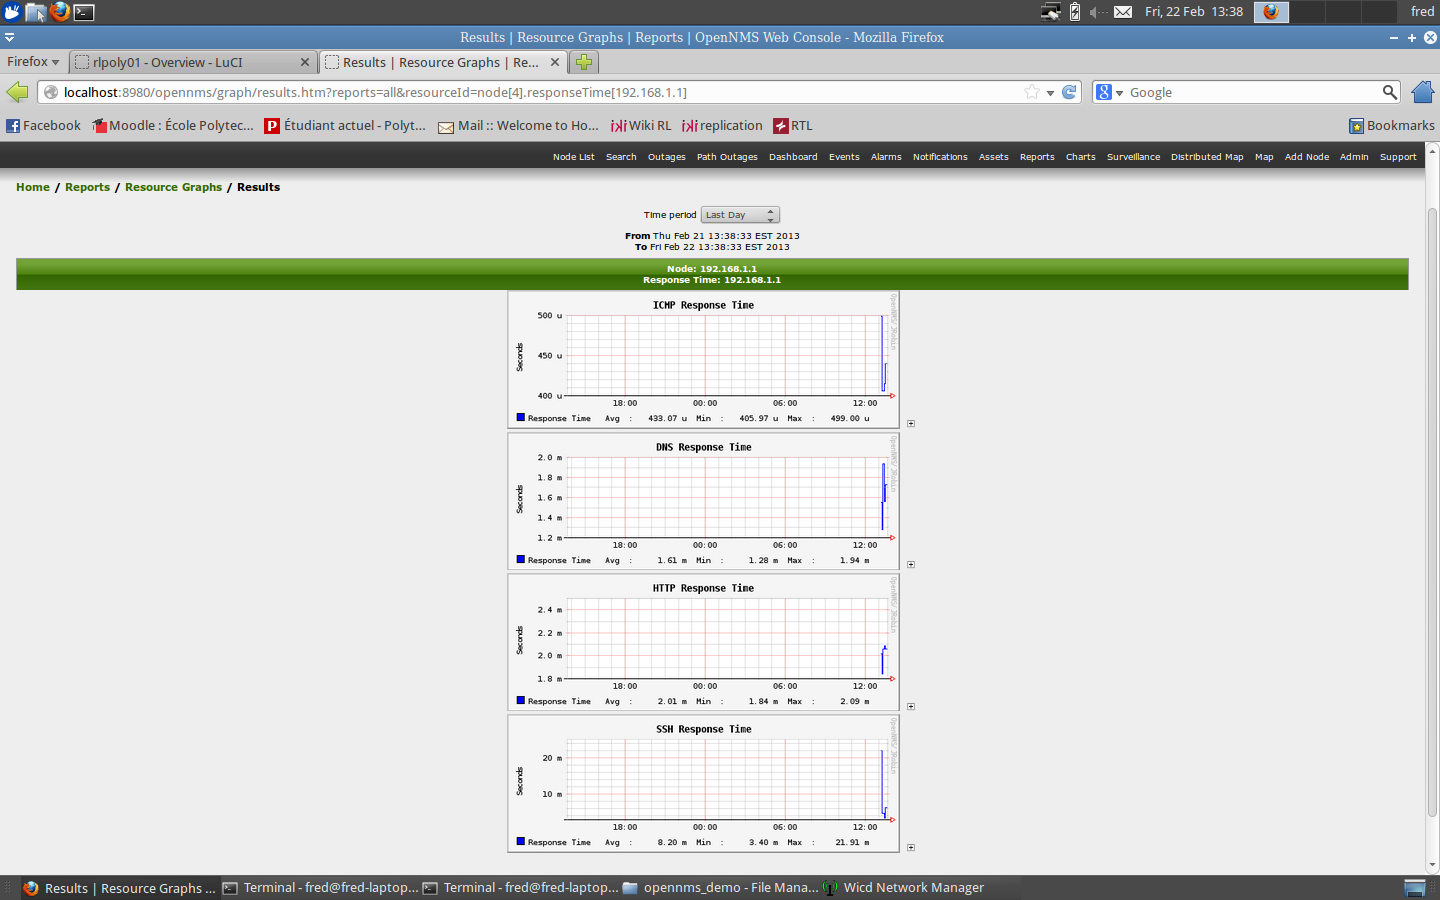 Fri, 22 Feb 13:38
fred
Results | Resource Graphs | Reports | OpenNMS Web Console - Mozilla Firefox
Firefox
rlpoly01 - Overview - LuCI
Results | Resource Graphs | Re...
localhost:8980/opennms/graph/results.htm?reports=all&resourceId=node[4].responseTime[192.168.1.1]
Google
Facebook
Moodle : École Polytec...
Étudiant actuel - Polyt...
Mail :: Welcome to Ho...
Wiki RL
replication
RTL
Bookmarks
Node List Search Outages Path Outages Dashboard Events Alarms Notifications Assets Reports Charts Surveillance Distributed Map Map Add Node Admin Support
Home / Reports / Resource Graphs / Results
Time period Last Day
From Thu Feb 21 13:38:33 EST 2013
To Fri Feb 22 13:38:33 EST 2013
Node: 192.168.1.1
Response Time: 192.168.1.1
ICMP Response Time
OpenNMS/JRobin
Seconds
500 u
450 u
400 u
18:00 00:00 06:00 12:00
Response Time Avg : 433.07 u Min : 405.97 u Max : 499.00 u
DNS Response Time
OpenNMS/JRobin
Seconds
2.0 m
1.8 m
1.6 m
1.4 m
1.2 m
18:00 00:00 06:00 12:00
Response Time Avg : 1.61 m Min : 1.28 m Max : 1.94 m
HTTP Response Time
OpenNMS/JRobin
Seconds
2.4 m
2.2 m
2.0 m
1.8 m
18:00 00:00 06:00 12:00
Response Time Avg : 2.01 m Min : 1.84 m Max : 2.09 m
SSH Response Time
OpenNMS/JRobin
Seconds
20 m
10 m
18:00 00:00 06:00 12:00
Response Time Avg : 8.20 m Min : 3.40 m Max : 21.91 m
Results | Resource Graphs ...
Terminal - fred@fred-laptop...
Terminal - fred@fred-laptop...
opennms_demo - File Mana...
Wicd Network Manager